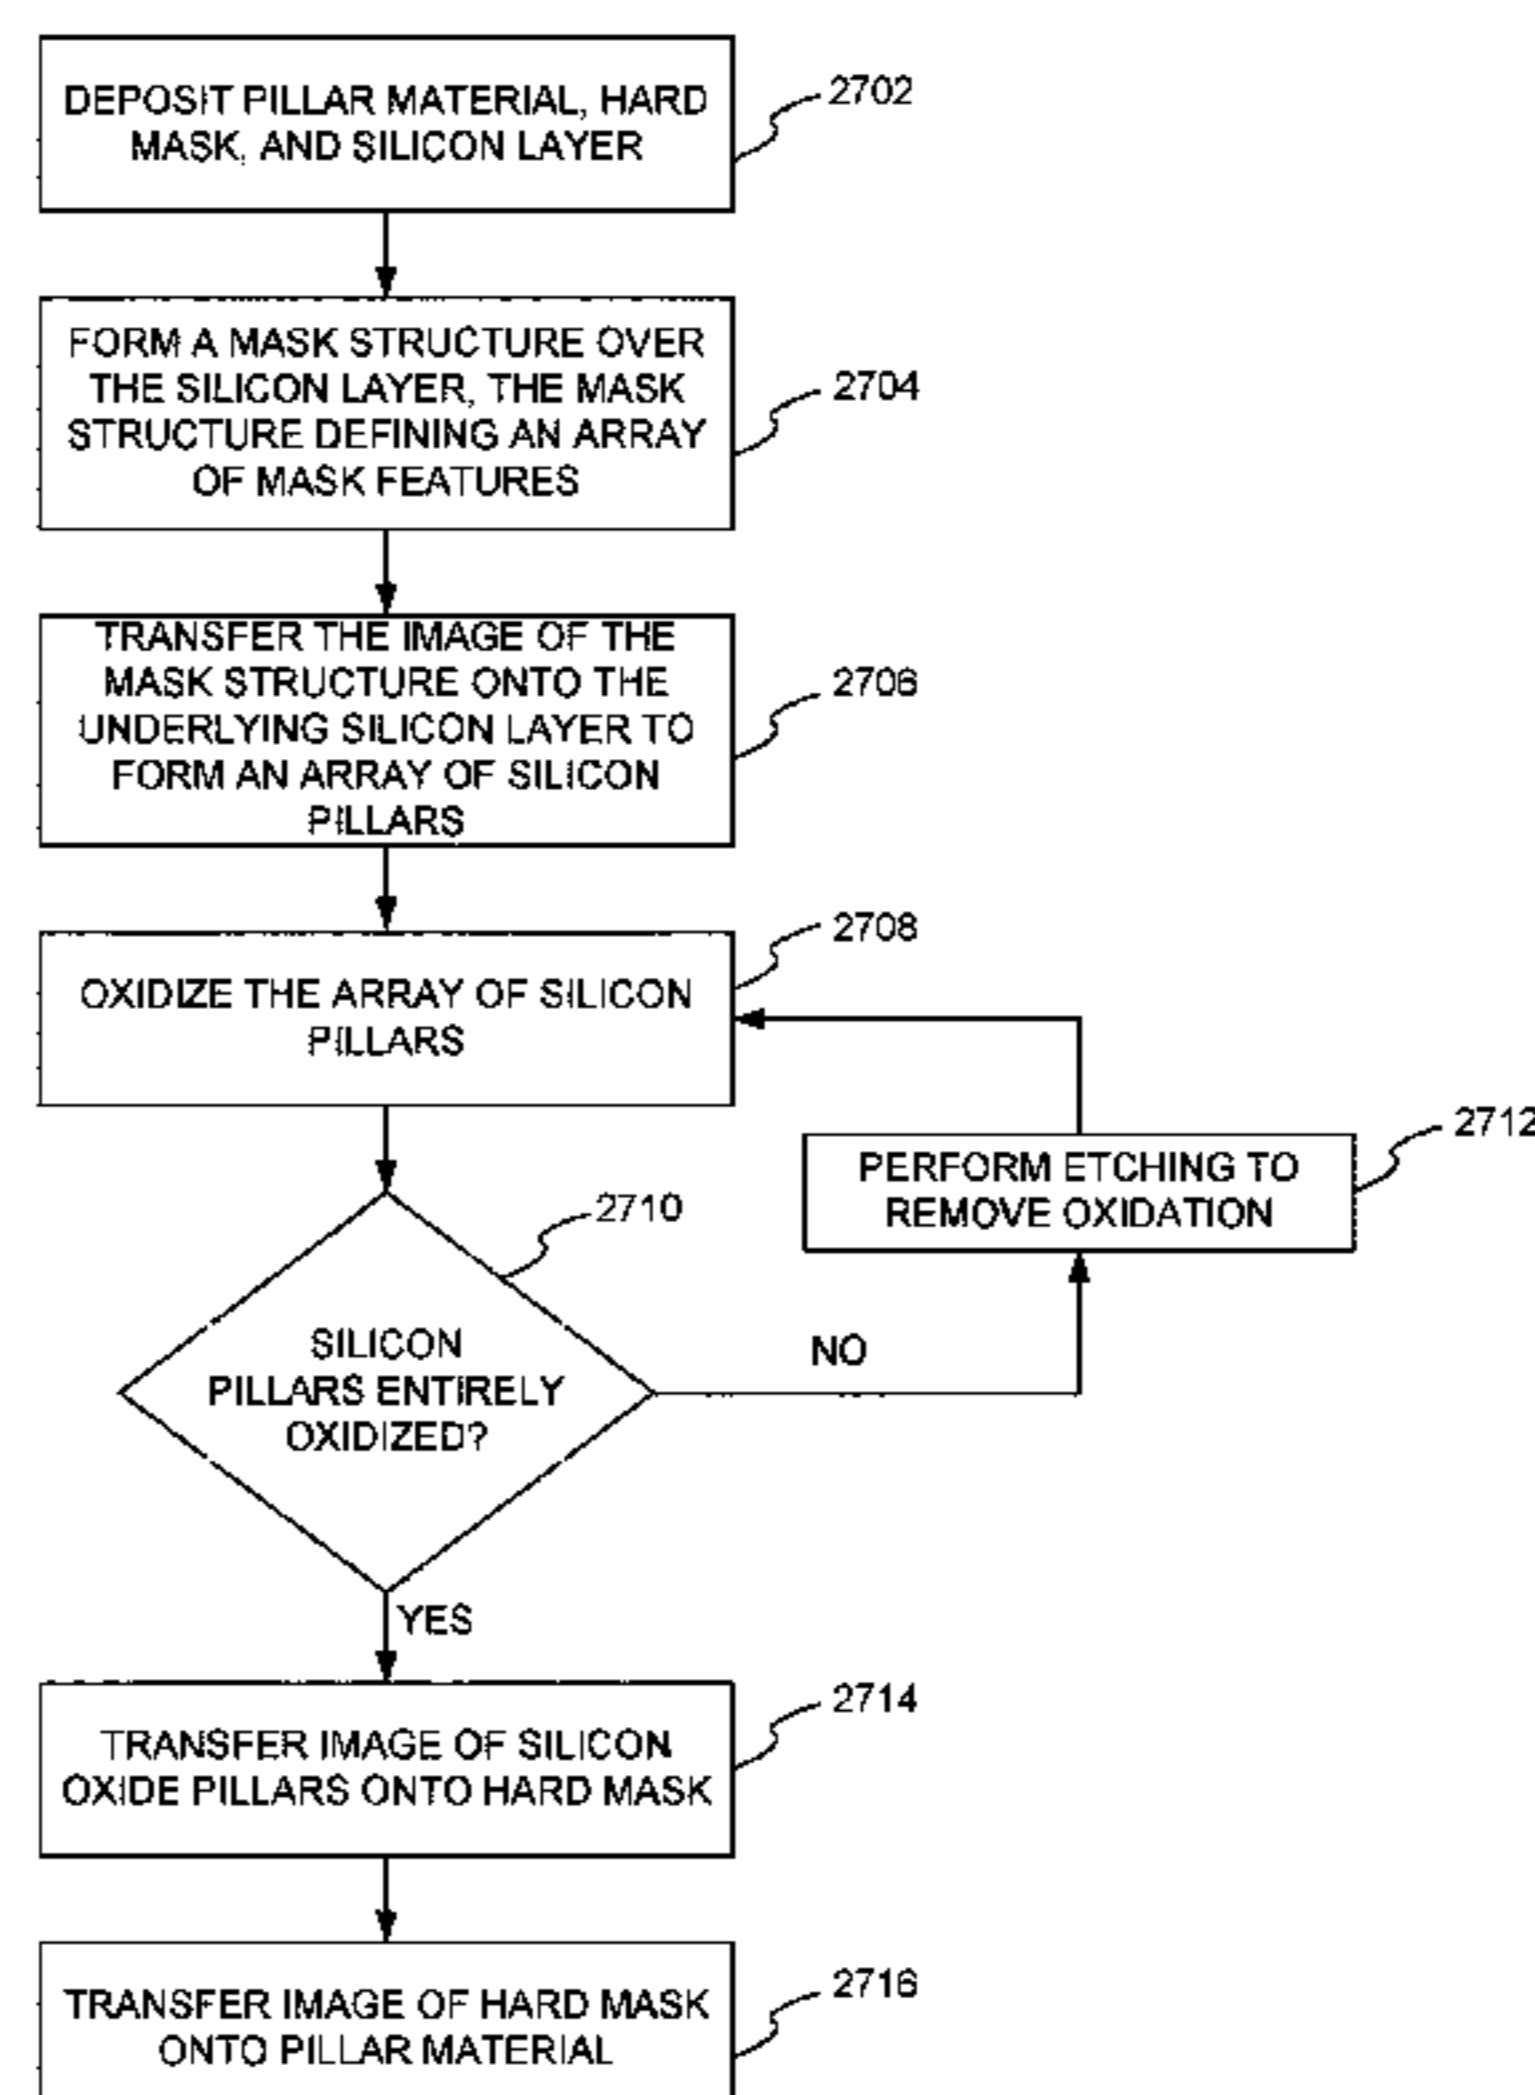 DEPOSIT PILLAR MATERIAL, HARD
MASK, AND SILICON LAYER
2702
FORM A MASK STRUCTURE OVER
THE SILICON LAYER, THE MASK
STRUCTURE DEFINING AN ARRAY
OF MASK FEATURES
2704
TRANSFER THE IMAGE OF THE
MASK STRUCTURE ONTO THE
UNDERLYING SILICON LAYER TO
FORM AN ARRAY OF SILICON
PILLARS
2706
OXIDIZE THE ARRAY OF SILICON
PILLARS
2708
PERFORM ETCHING TO
REMOVE OXIDATION
2712
2710
SILICON
PILLARS ENTIRELY
OXIDIZED?
NO
YES
TRANSFER IMAGE OF SILICON
OXIDE PILLARS ONTO HARD MASK
2714
TRANSFER IMAGE OF HARD MASK
ONTO PILLAR MATERIAL
2716